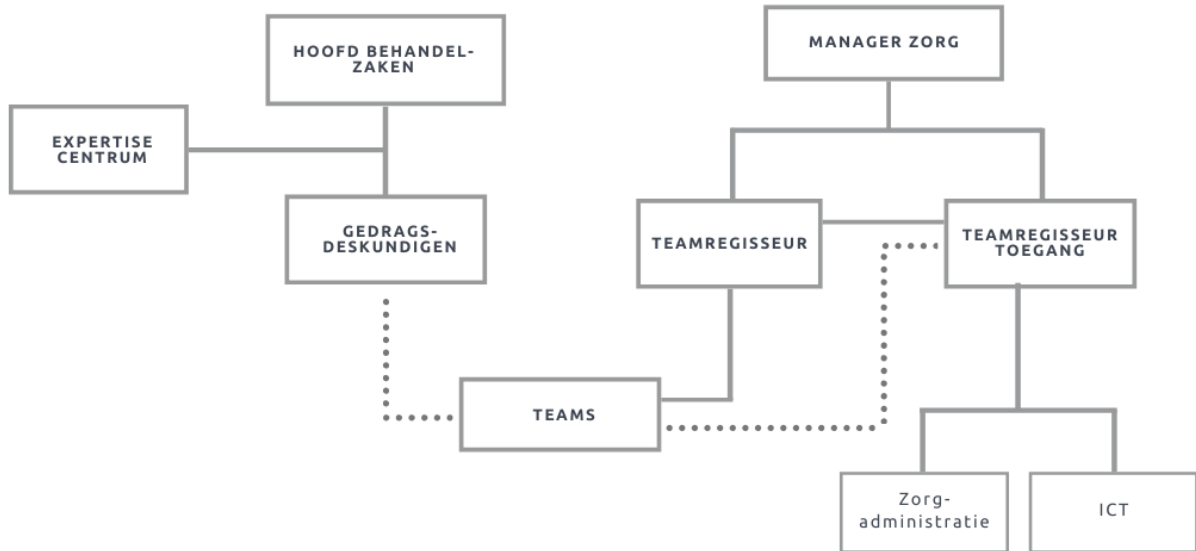 HOOFD BEHANDEL-
ZAKEN
MANAGER ZORG
EXPERTISE
CENTRUM
GEDRAGS-
DESKUNDIGEN
TEAMREGISSEUR
TEAMREGISSEUR
TOEGANG
TEAMS
Zorg-
administratie
ICT